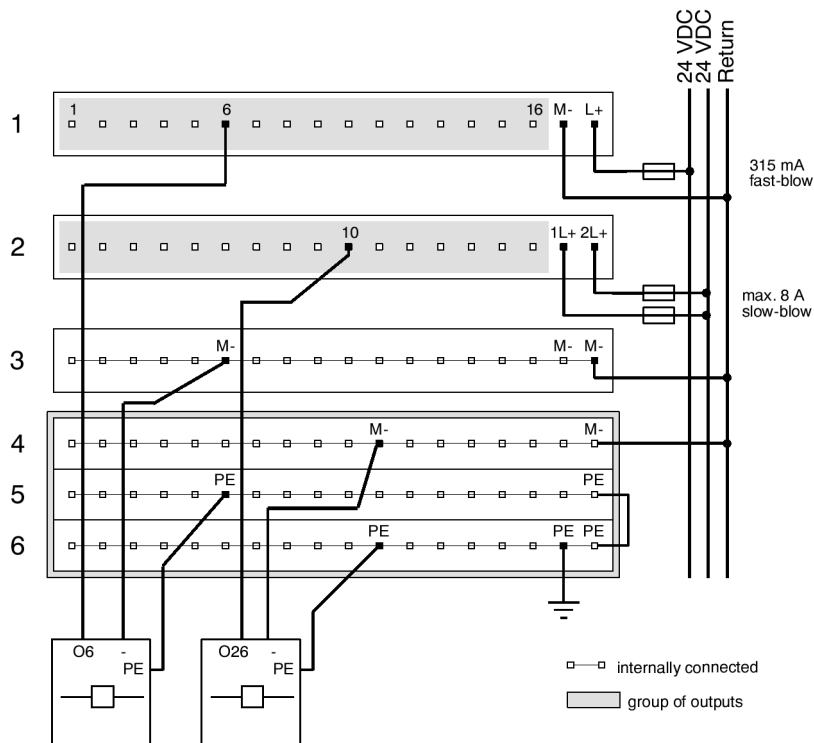 24 VDC
24 VDC
Return
1
1
6
16
M-
L+
315 mA
fast-blow
2
10
1L+
2L+
max. 8 A
slow-blow
3
M-
M-
M-
4
M-
M-
5
PE
PE
6
PE
PE
PE
O6
-
PE
O26
-
PE
internally connected
group of outputs